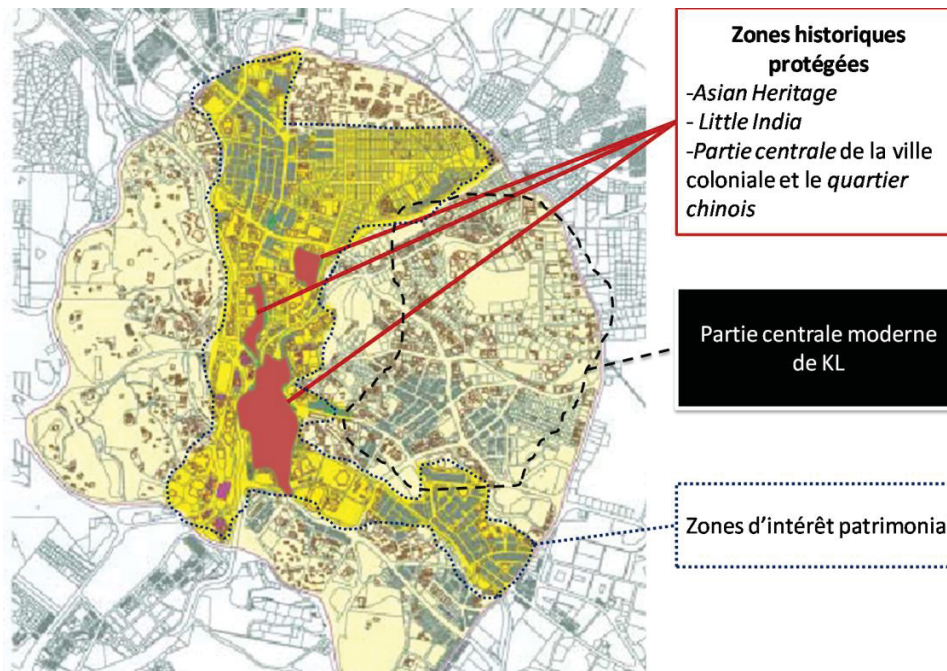 Zones historiques
protégées
-Asian Heritage
- Little India
-Partie centrale de la ville
coloniale et le quartier
chinois
Partie centrale moderne
de KL
Zones d'intérêt patrimonia